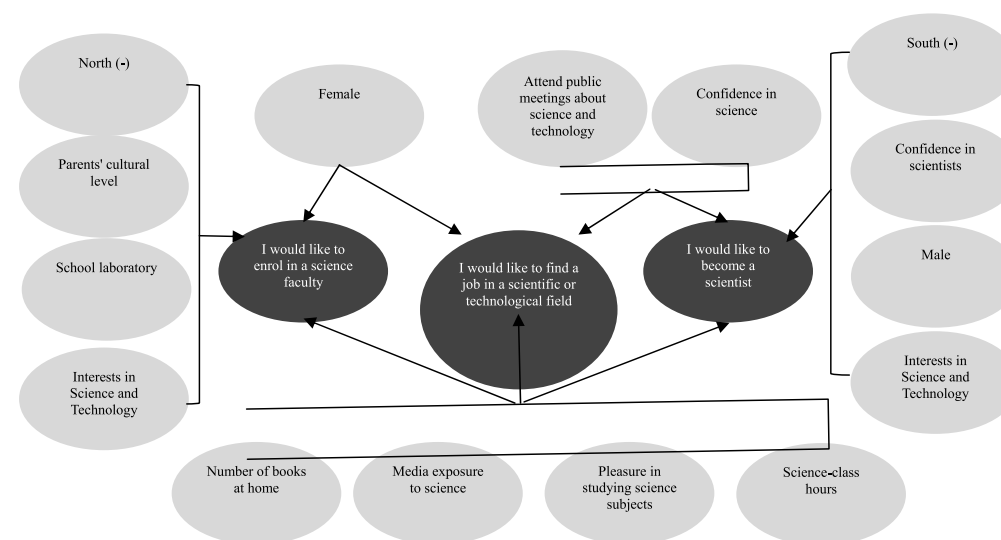 North (-)
Parents' cultural
level
School laboratory
Interests in
Science and
Technology
Female
Attend public
meetings about
science and
technology
Confidence in
science
South (-)
Confidence in
scientists
Male
Interests in
Science and
Technology
I would like to
enrol in a science
faculty
I would like to find a
job in a scientific or
technological field
I would like to
become a
scientist
Number of books
at home
Media exposure
to science
Pleasure in
studying science
subjects
Science-class
hours